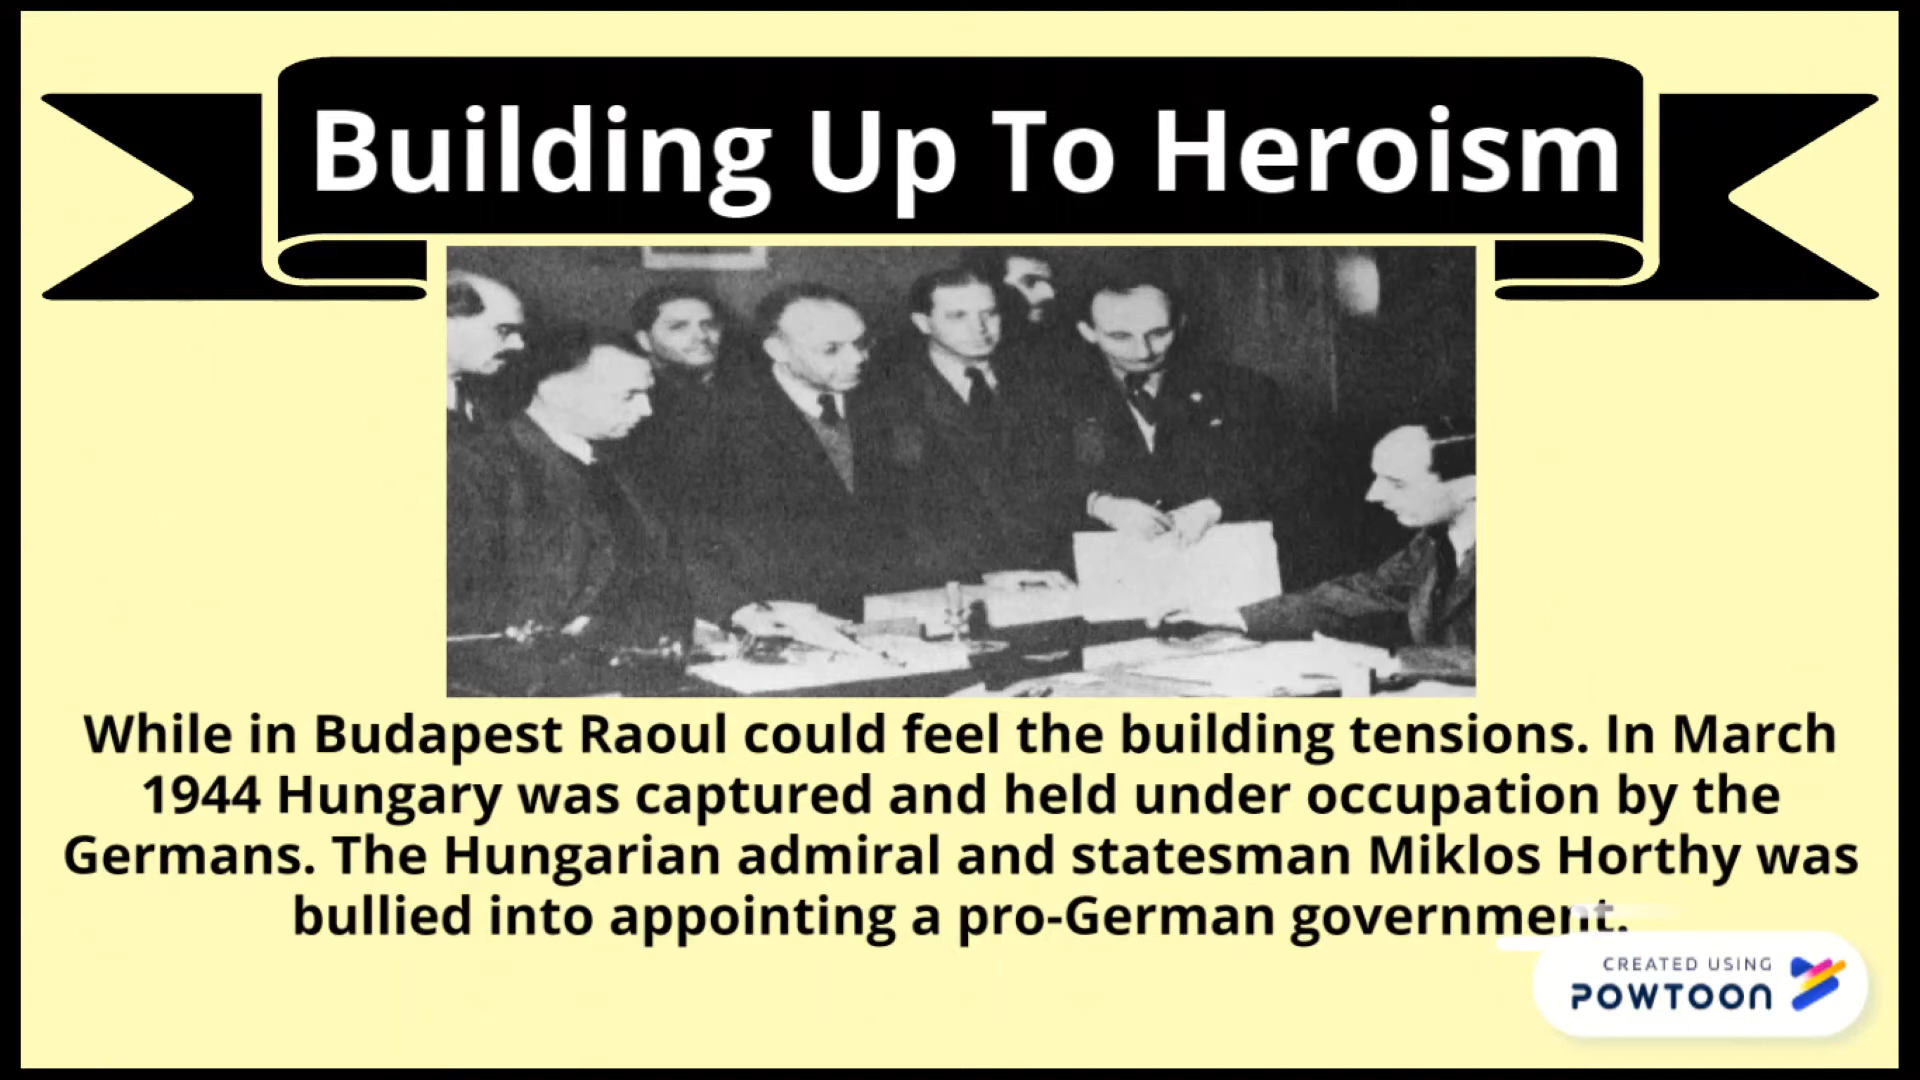 Building Up To Heroism
While in Budapest Raoul could feel the building tensions. In March
1944 Hungary was captured and held under occupation by the
Germans. The Hungarian admiral and statesman Miklos Horthy was
bullied into appointing a pro-German government.
CREATED USING
POWTOON